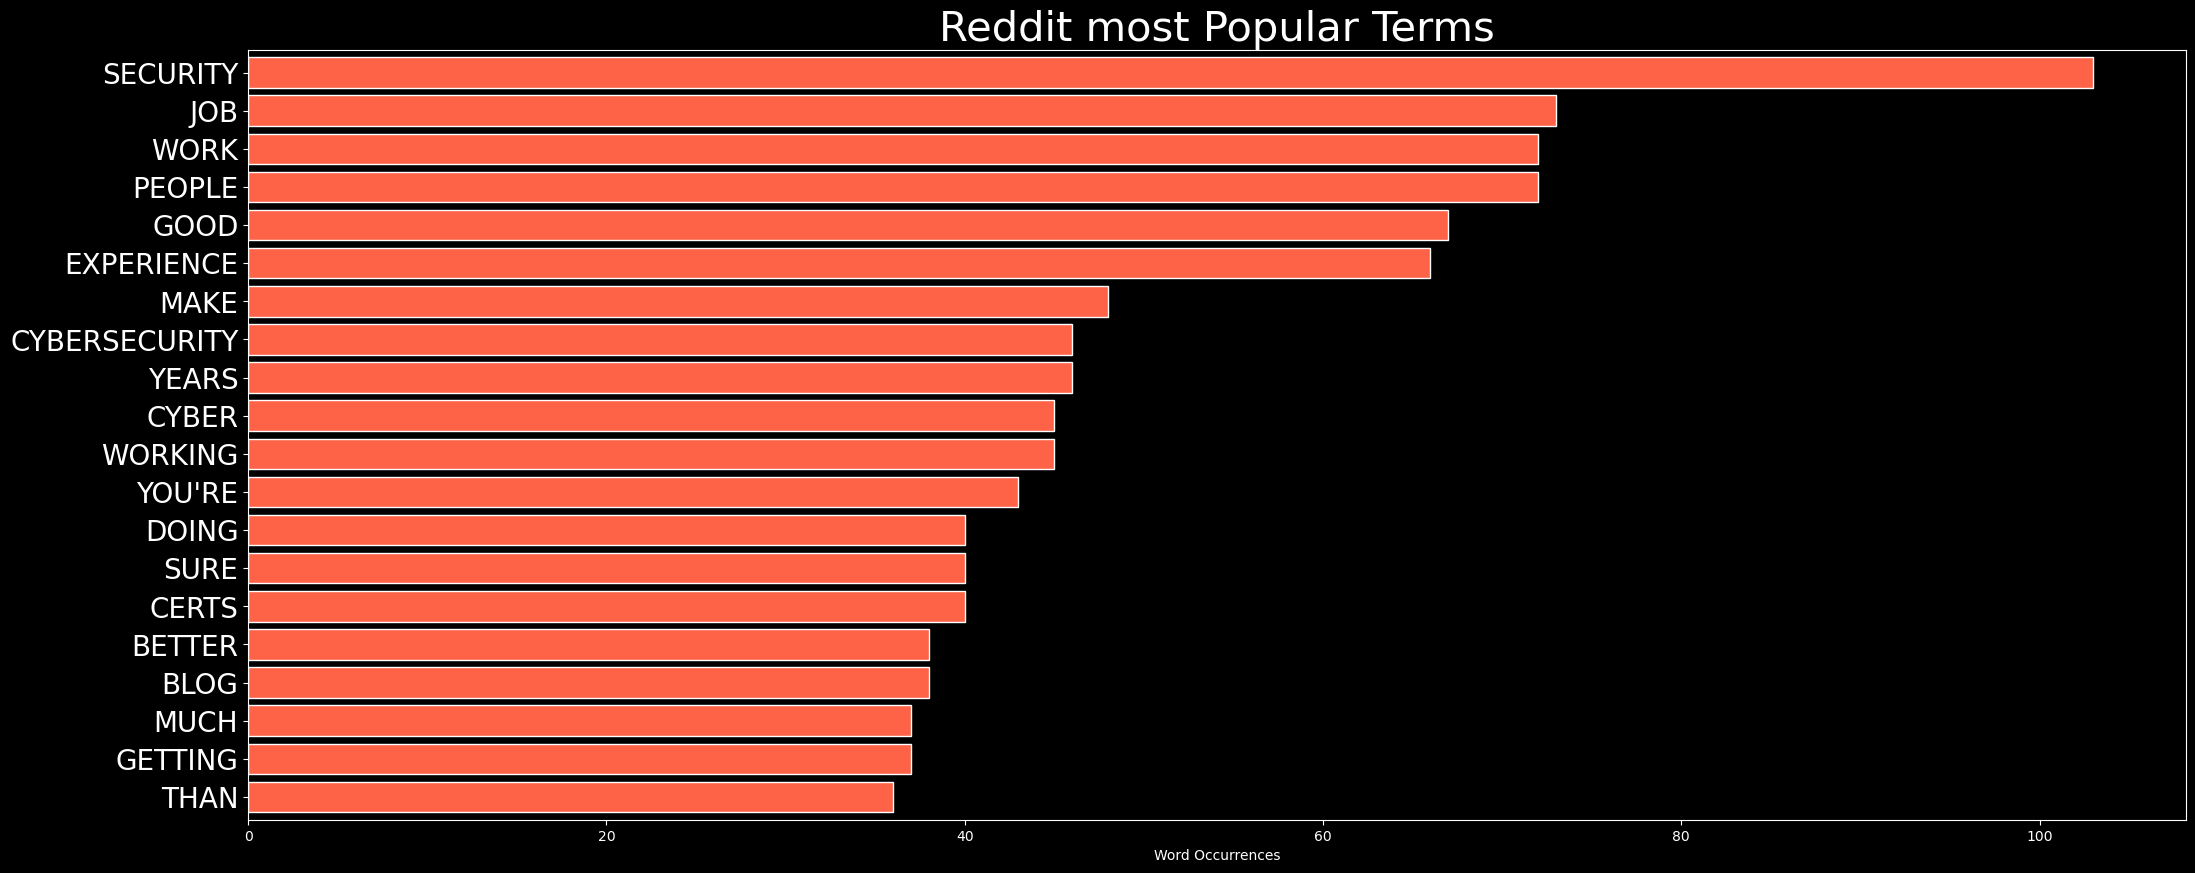 Reddit most Popular Terms
SECURITY
JOB
WORK
PEOPLE
GOOD
EXPERIENCE
MAKE
CYBERSECURITY
YEARS
CYBER
WORKING
YOU'RE
DOING
SURE
CERTS
BETTER
BLOG
MUCH
GETTING
THAN
0 20 40 60 80 100
Word Occurrences